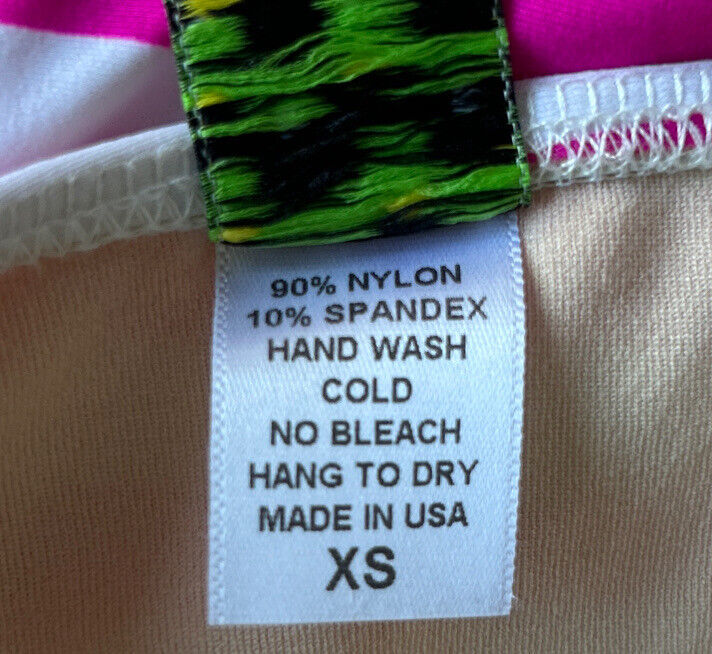 90% NYLON
10% SPANDEX
HAND WASH
COLD
NO BLEACH
HANG TO DRY
MADE IN USA
XS